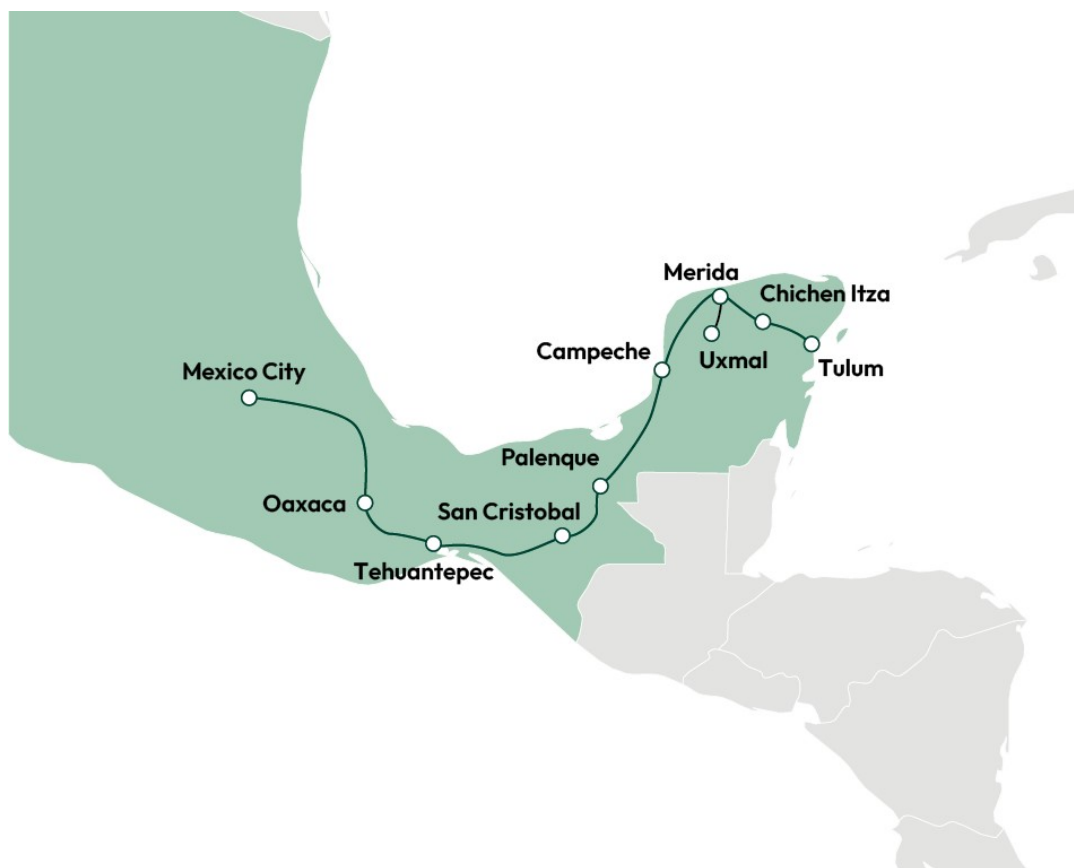 Merida
Chichen Itza
Campeche
Uxmal
Tulum
Mexico City
Palenque
Oaxaca
San Cristobal
Tehuantepec